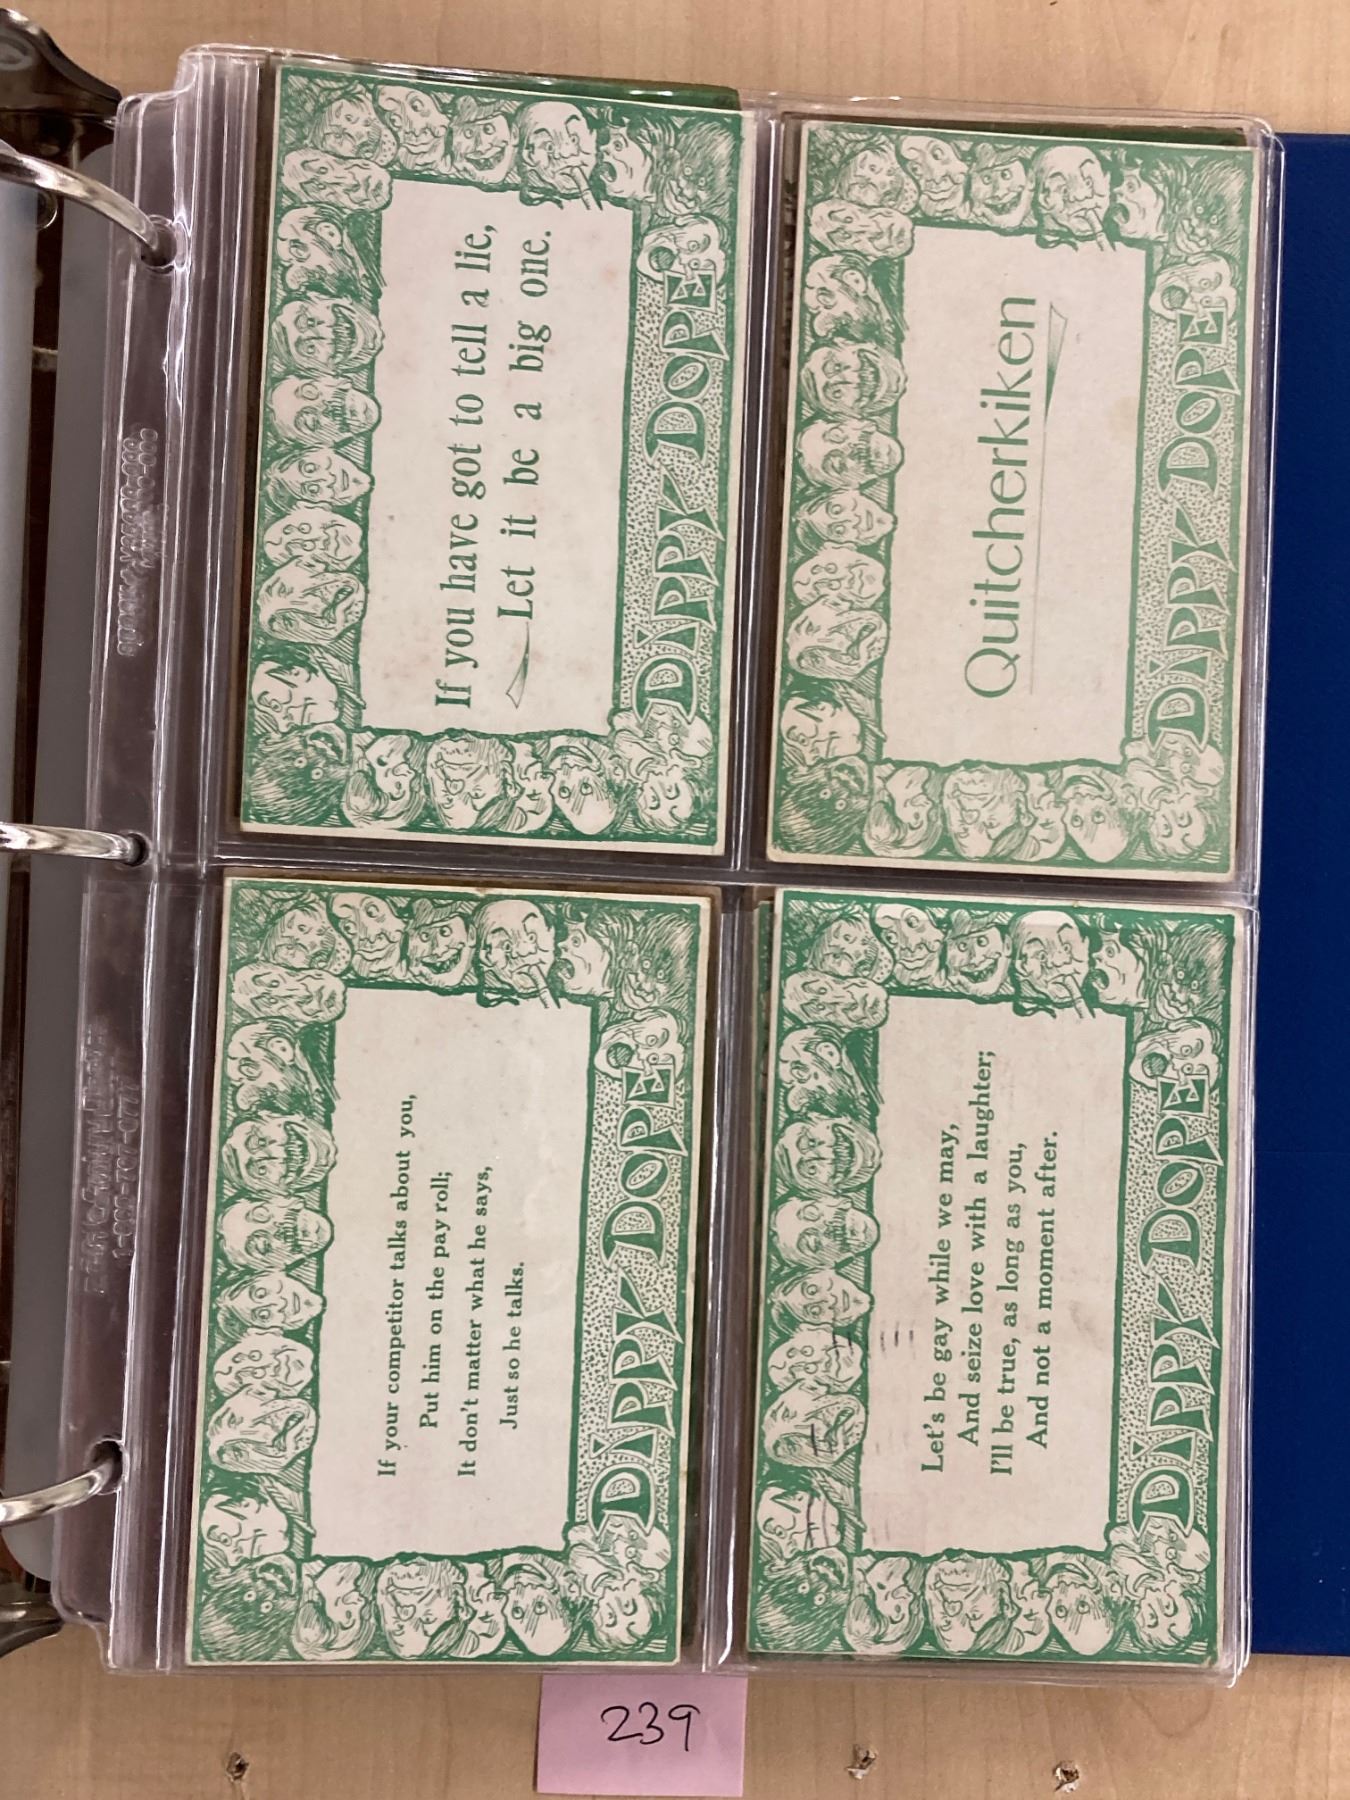 If you have got to tell a lie,
Let it be a big one.
DIPPY DOPE
Quitcherkiken
DIPPY DOPE
If your competitor talks about you,
Put him on the pay roll;
It don't matter what he says,
Just so he talks.
DIPPY DOPE
Let's be gay while we may,
And seize love with a laughter;
I'll be true, as long as you,
And not a moment after.
DIPPY DOPE
239